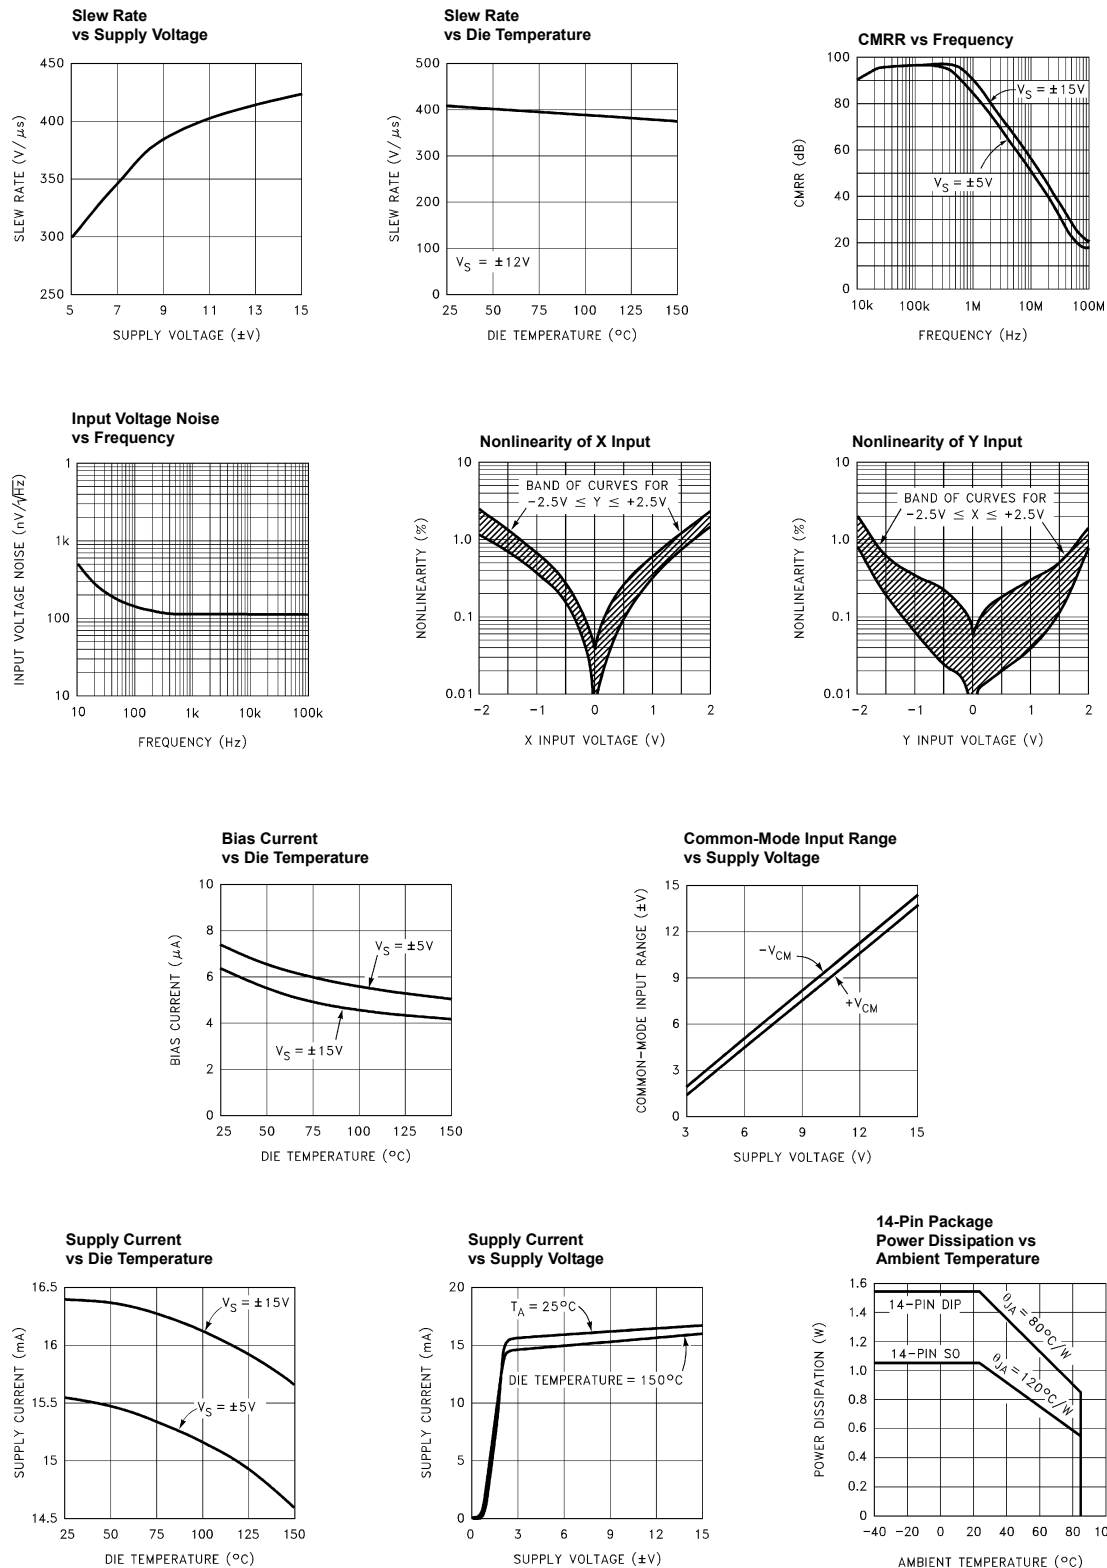 Slew Rate
vs Supply Voltage
450
400
350
300
250
5 7 9 11 13 15
SLEW RATE (V/μs)
SUPPLY VOLTAGE (±V)
Slew Rate
vs Die Temperature
500
400
300
200
100
0
25 50 75 100 125 150
SLEW RATE (V/μs)
V_S = ±12V
DIE TEMPERATURE (°C)
CMRR vs Frequency
100
80
60
40
20
0
10k 100k 1M 10M 100M
CMRR (dB)
V_S = ±15V
V_S = ±5V
FREQUENCY (Hz)
Input Voltage Noise
vs Frequency
1
1k
100
10
10 100 1k 10k 100k
INPUT VOLTAGE NOISE (nV/√Hz)
FREQUENCY (Hz)
Nonlinearity of X Input
10
1.0
0.1
0.01
-2 -1 0 1 2
NONLINEARITY (%)
BAND OF CURVES FOR
-2.5V ≤ Y ≤ +2.5V
X INPUT VOLTAGE (V)
Nonlinearity of Y Input
10
1.0
0.1
0.01
-2 -1 0 1 2
NONLINEARITY (%)
BAND OF CURVES FOR
-2.5V ≤ X ≤ +2.5V
Y INPUT VOLTAGE (V)
Bias Current
vs Die Temperature
10
8
6
4
2
0
25 50 75 100 125 150
BIAS CURRENT (μA)
V_S = ±5V
V_S = ±15V
DIE TEMPERATURE (°C)
Common-Mode Input Range
vs Supply Voltage
15
12
9
6
3
0
3 6 9 12 15
COMMON-MODE INPUT RANGE (±V)
-V_CM
+V_CM
SUPPLY VOLTAGE (V)
Supply Current
vs Die Temperature
16.5
16
15.5
15
14.5
25 50 75 100 125 150
SUPPLY CURRENT (mA)
V_S = ±15V
V_S = ±5V
DIE TEMPERATURE (°C)
Supply Current
vs Supply Voltage
20
15
10
5
0
0 3 6 9 12 15
SUPPLY CURRENT (mA)
T_A = 25°C
DIE TEMPERATURE = 150°C
SUPPLY VOLTAGE (±V)
14-Pin Package
Power Dissipation vs
Ambient Temperature
1.6
1.4
1.2
1.0
0.8
0.6
0.4
0.2
0
-40 -20 0 20 40 60 80 100
POWER DISSIPATION (W)
14-PIN DIP
θ_JA = 80°C/W
14-PIN SO
θ_JA = 120°C/W
AMBIENT TEMPERATURE (°C)